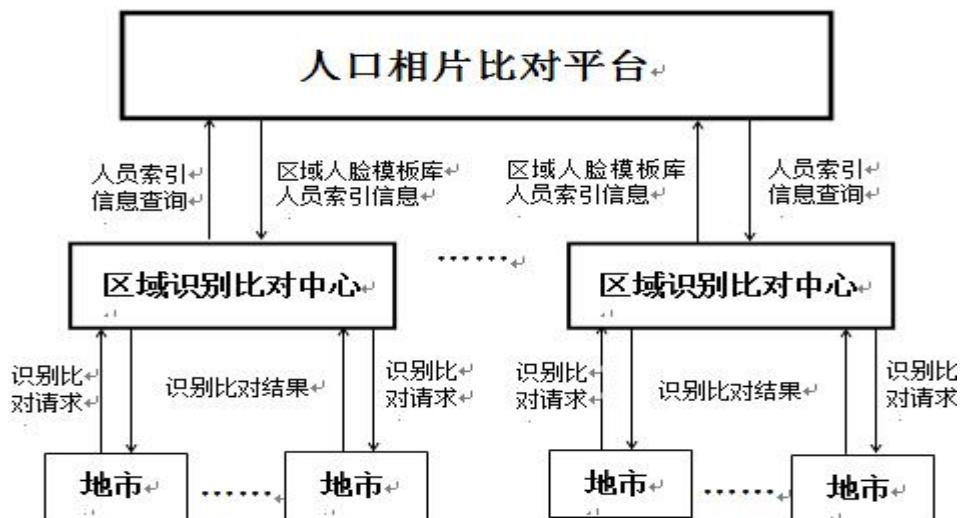 人口相片比对平台
人员索引
信息查询
区域人脸模板库
人员索引信息
区域人脸模板库
人员索引信息
人员索引
信息查询
区域识别比对中心
······
区域识别比对中心
识别比
对请求
识别比对结果
识别比
对请求
识别比
对请求
识别比对结果
识别比
对请求
地市
······
地市
地市
······
地市